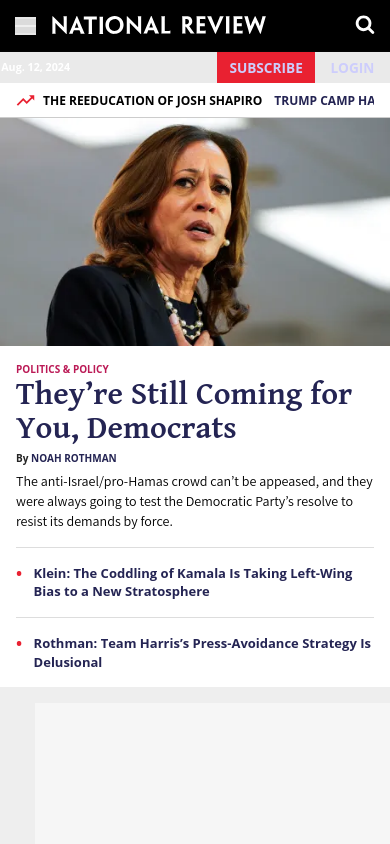 NATIONAL REVIEW
Aug. 12, 2024
SUBSCRIBE
LOGIN
THE REEDUCATION OF JOSH SHAPIRO
TRUMP CAMP HA
POLITICS & POLICY
They’re Still Coming for
You, Democrats
By NOAH ROTHMAN
The anti-Israel/pro-Hamas crowd can’t be appeased, and they
were always going to test the Democratic Party’s resolve to
resist its demands by force.
• Klein: The Coddling of Kamala Is Taking Left-Wing
Bias to a New Stratosphere
• Rothman: Team Harris’s Press-Avoidance Strategy Is
Delusional